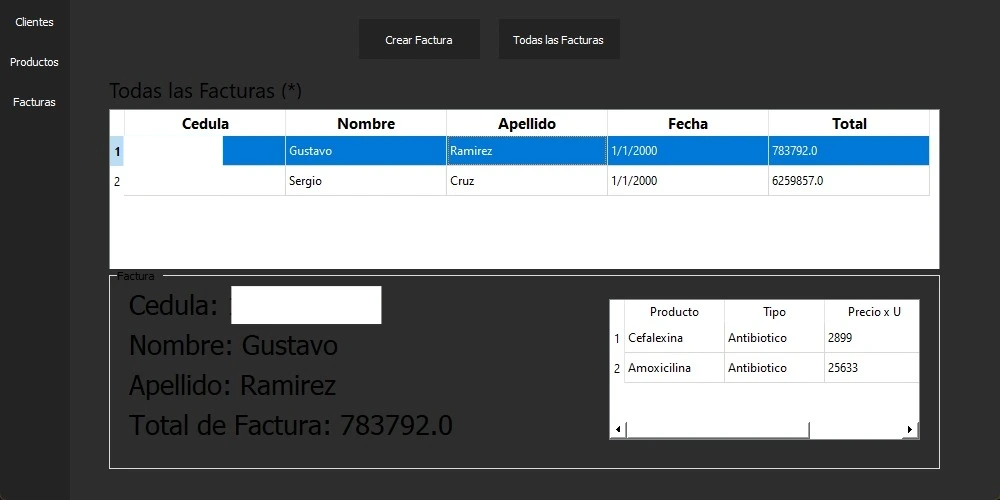 Clientes
Productos
Facturas
Crear Factura
Todas las Facturas
Todas las Facturas (*)
Cedula Nombre Apellido Fecha Total
1 Gustavo Ramirez 1/1/2000 783792.0
2 Sergio Cruz 1/1/2000 6259857.0
Factura
Cedula:
Nombre: Gustavo
Apellido: Ramirez
Total de Factura: 783792.0
Producto Tipo Precio x U
1 Cefalexina Antibiotico 2899
2 Amoxicilina Antibiotico 25633